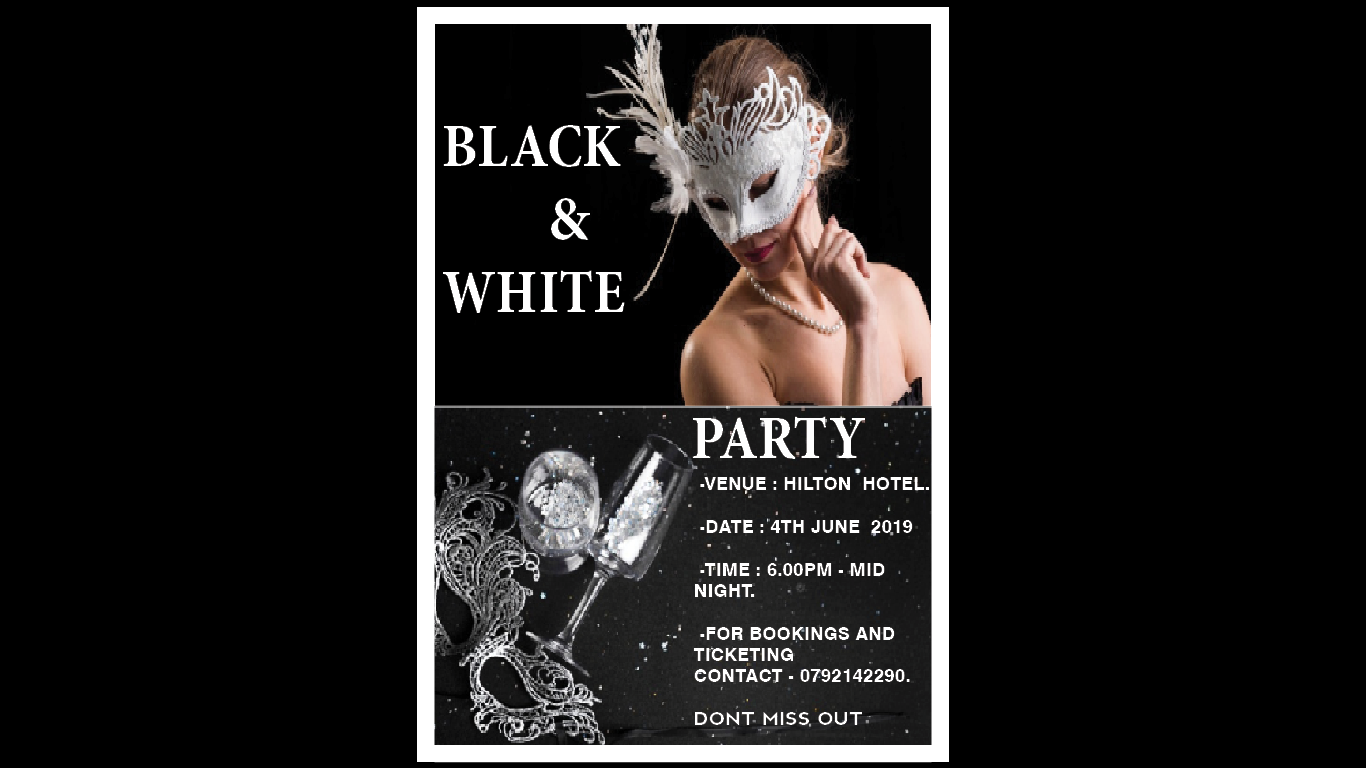 BLACK
&
WHITE
PARTY
-VENUE : HILTON  HOTEL.
-DATE : 4TH JUNE  2019
-TIME : 6.00PM - MID
NIGHT.
-FOR BOOKINGS AND
TICKETING
CONTACT - 0792142290.
DONT MISS OUT